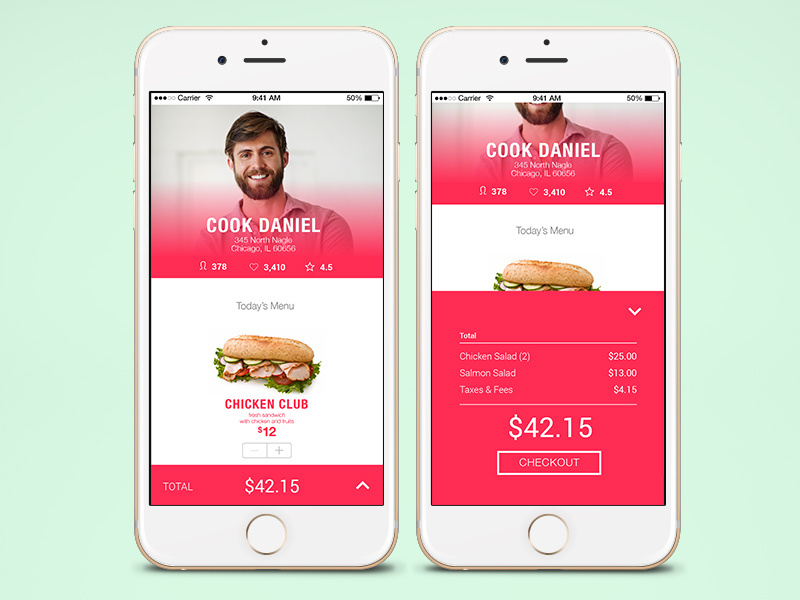 Carrier 9:41 AM 50%
COOK DANIEL
345 North Nagle
Chicago, IL 60656
378 3,410 4.5
Today's Menu
CHICKEN CLUB
fresh sandwich
with chicken and fruits
$12
− +
TOTAL $42.15
Carrier 9:41 AM 50%
COOK DANIEL
345 North Nagle
Chicago, IL 60656
378 3,410 4.5
Today's Menu
Total
Chicken Salad (2) $25.00
Salmon Salad $13.00
Taxes & Fees $4.15
$42.15
CHECKOUT